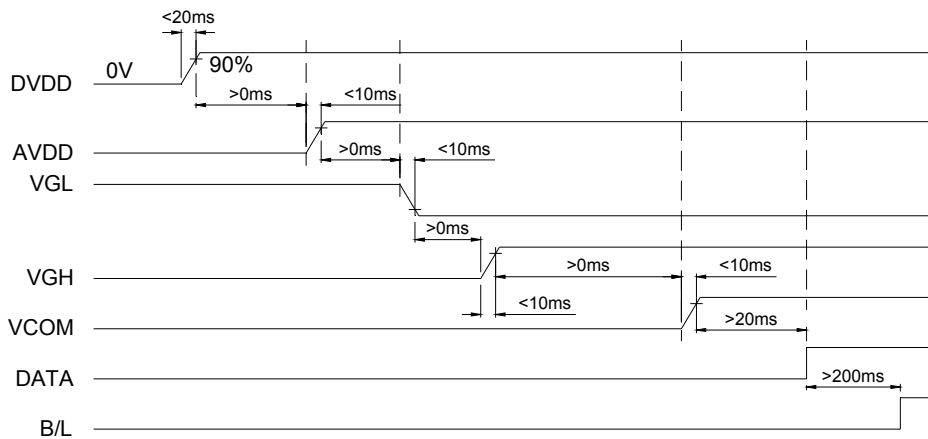 <20ms
0V
90%
DVDD
>0ms
<10ms
AVDD
>0ms
<10ms
VGL
>0ms
VGH
>0ms
<10ms
<10ms
VCOM
>20ms
DATA
>200ms
B/L